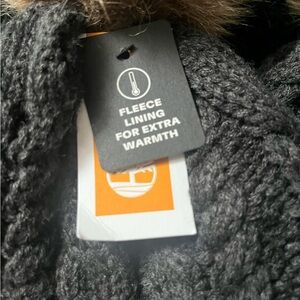 FLEECE
LINING
FOR EXTRA
WARMTH